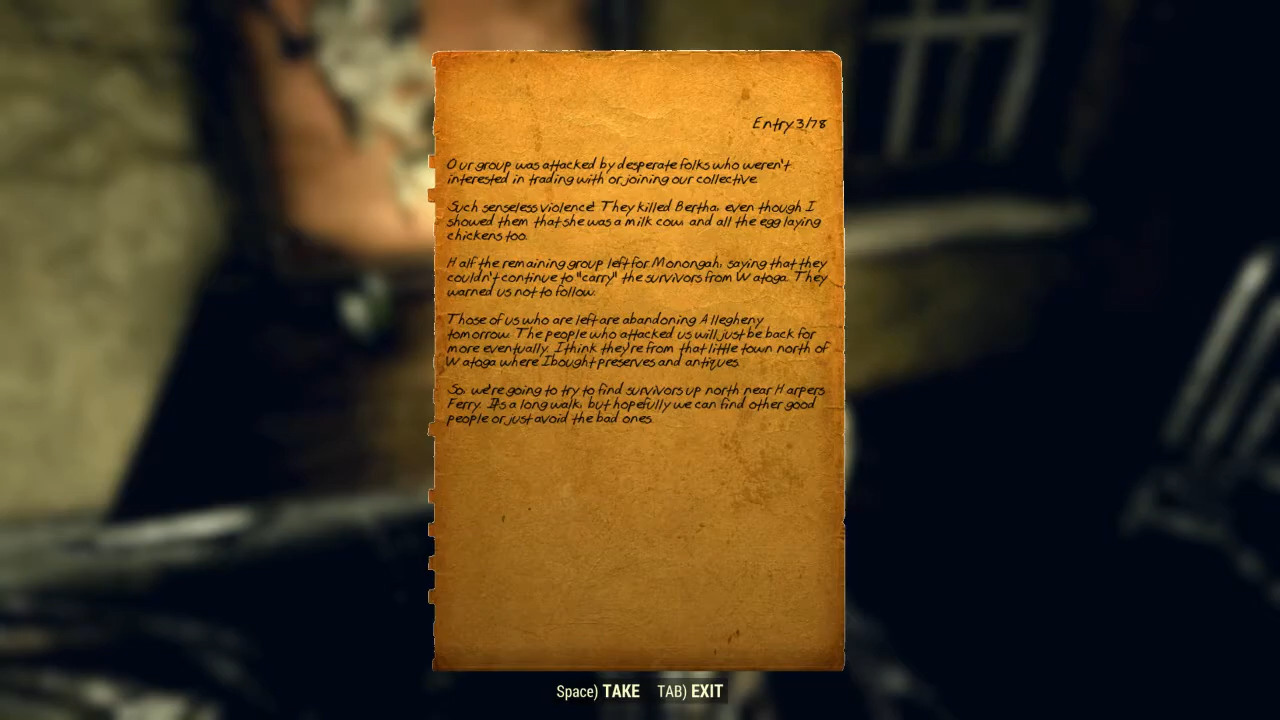 Entry 3/78
Our group was attacked by desperate folks who weren't
interested in trading with or joining our collective.
Such senseless violence! They killed Bertha, even though I
showed them that she was a milk cow, and all the egg laying
chickens too.
Half the remaining group left for Monongah, saying that they
couldn't continue to "carry" the survivors from Watoga. They
warned us not to follow.
Those of us who are left are abandoning Allegheny
tomorrow. The people who attacked us will just be back for
more eventually. I think they're from that little town north of
Watoga where I bought preserves and antiques.
So, we're going to try to find survivors up north near Harpers
Ferry. It's a long walk, but hopefully we can find other good
people or just avoid the bad ones.
Space) TAKE TAB) EXIT